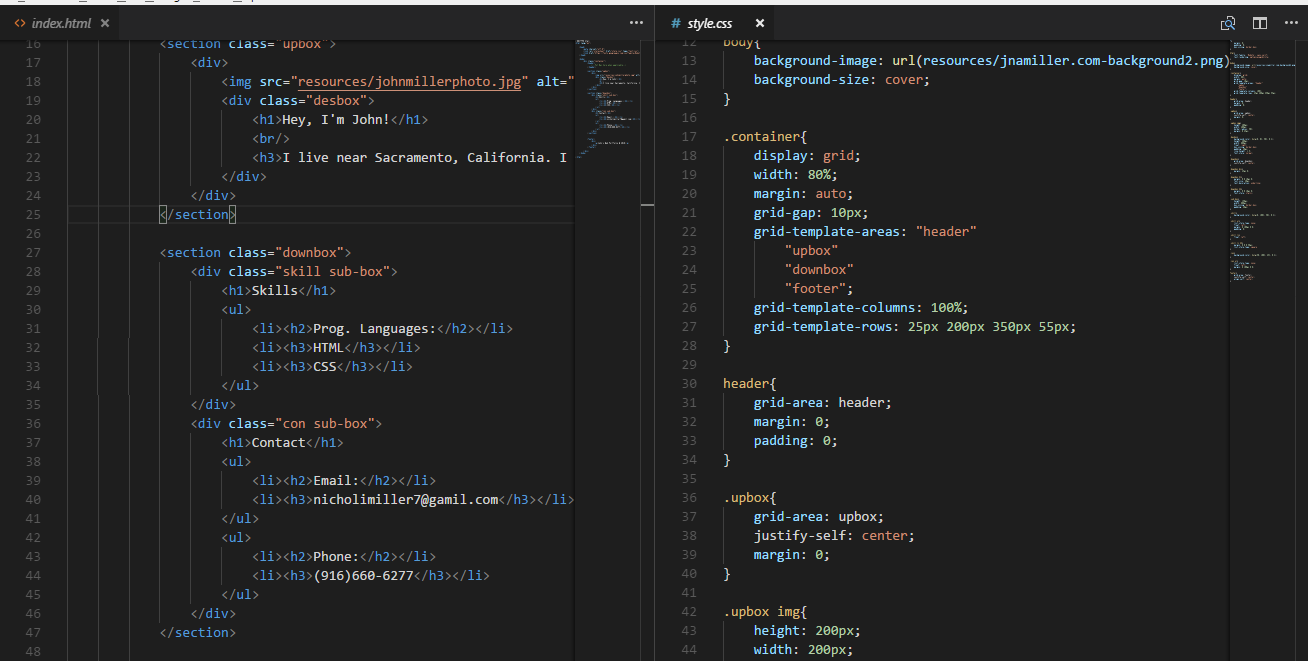 index.html
16 <section class="upbox">
17 <div>
18 <img src="resources/johnmillerphoto.jpg" alt="
19 <div class="desbox">
20 <h1>Hey, I'm John!</h1>
21 <br/>
22 <h3>I live near Sacramento, California. I
23 </div>
24 </div>
25 </section>
26
27 <section class="downbox">
28 <div class="skill sub-box">
29 <h1>Skills</h1>
30 <ul>
31 <li><h2>Prog. Languages:</h2></li>
32 <li><h3>HTML</h3></li>
33 <li><h3>CSS</h3></li>
34 </ul>
35 </div>
36 <div class="con sub-box">
37 <h1>Contact</h1>
38 <ul>
39 <li><h2>Email:</h2></li>
40 <li><h3>nicholimiller7@gamil.com</h3></li>
41 </ul>
42 <ul>
43 <li><h2>Phone:</h2></li>
44 <li><h3>(916)660-6277</h3></li>
45 </ul>
46 </div>
47 </section>
48
# style.css
12 body{
13 background-image: url(resources/jnamiller.com-background2.png)
14 background-size: cover;
15 }
16
17 .container{
18 display: grid;
19 width: 80%;
20 margin: auto;
21 grid-gap: 10px;
22 grid-template-areas: "header"
23 "upbox"
24 "downbox"
25 "footer";
26 grid-template-columns: 100%;
27 grid-template-rows: 25px 200px 350px 55px;
28 }
29
30 header{
31 grid-area: header;
32 margin: 0;
33 padding: 0;
34 }
35
36 .upbox{
37 grid-area: upbox;
38 justify-self: center;
39 margin: 0;
40 }
41
42 .upbox img{
43 height: 200px;
44 width: 200px;